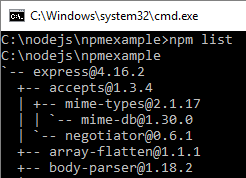 C:\Windows\system32\cmd.exe
C:\nodejs\npmexample>npm list
C:\nodejs\npmexample
`-- express@4.16.2
  +-- accepts@1.3.4
  | +-- mime-types@2.1.17
  | | `-- mime-db@1.30.0
  | `-- negotiator@0.6.1
  +-- array-flatten@1.1.1
  +-- body-parser@1.18.2